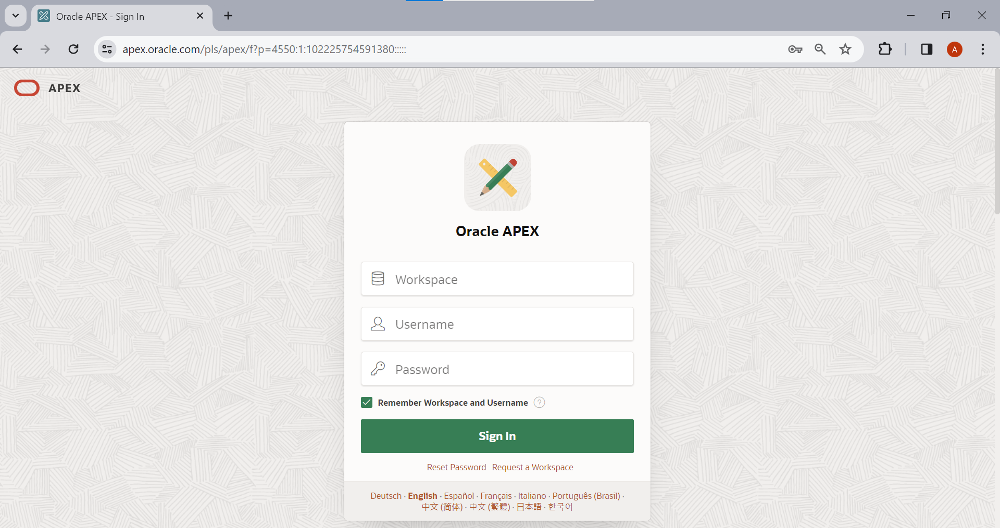 Oracle APEX - Sign In
apex.oracle.com/pls/apex/f?p=4550:1:102225754591380:::::
A
APEX
Oracle APEX
Workspace
Username
Password
Remember Workspace and Username ?
Sign In
Reset Password Request a Workspace
Deutsch · English · Español · Français · Italiano · Português (Brasil) ·
中文 (简体) · 中文 (繁體) · 日本語 · 한국어